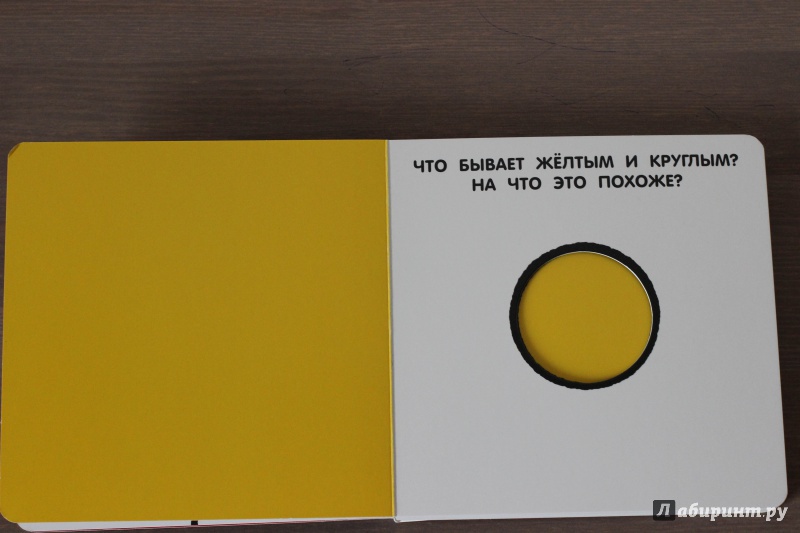 ЧТО БЫВАЕТ ЖЁЛТЫМ И КРУГЛЫМ?
НА ЧТО ЭТО ПОХОЖЕ?
Лабиринт.ру